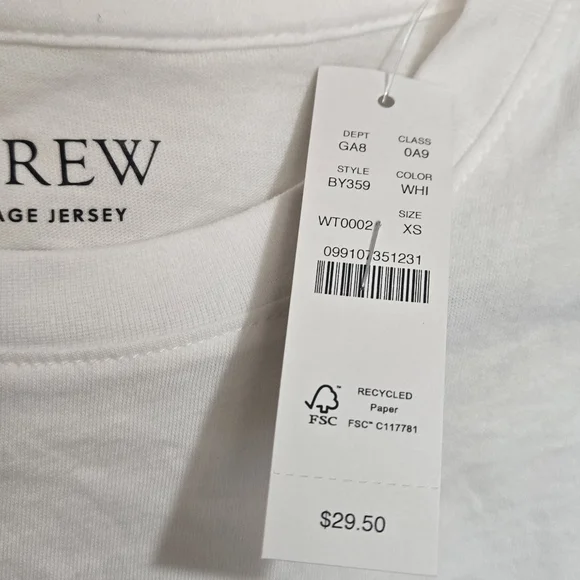 REW
AGE JERSEY
DEPT CLASS
GA8 0A9
STYLE COLOR
BY359 WHI
SIZE
WT0002 XS
099107351231
RECYCLED
Paper
FSC™ C117781
FSC
$29.50